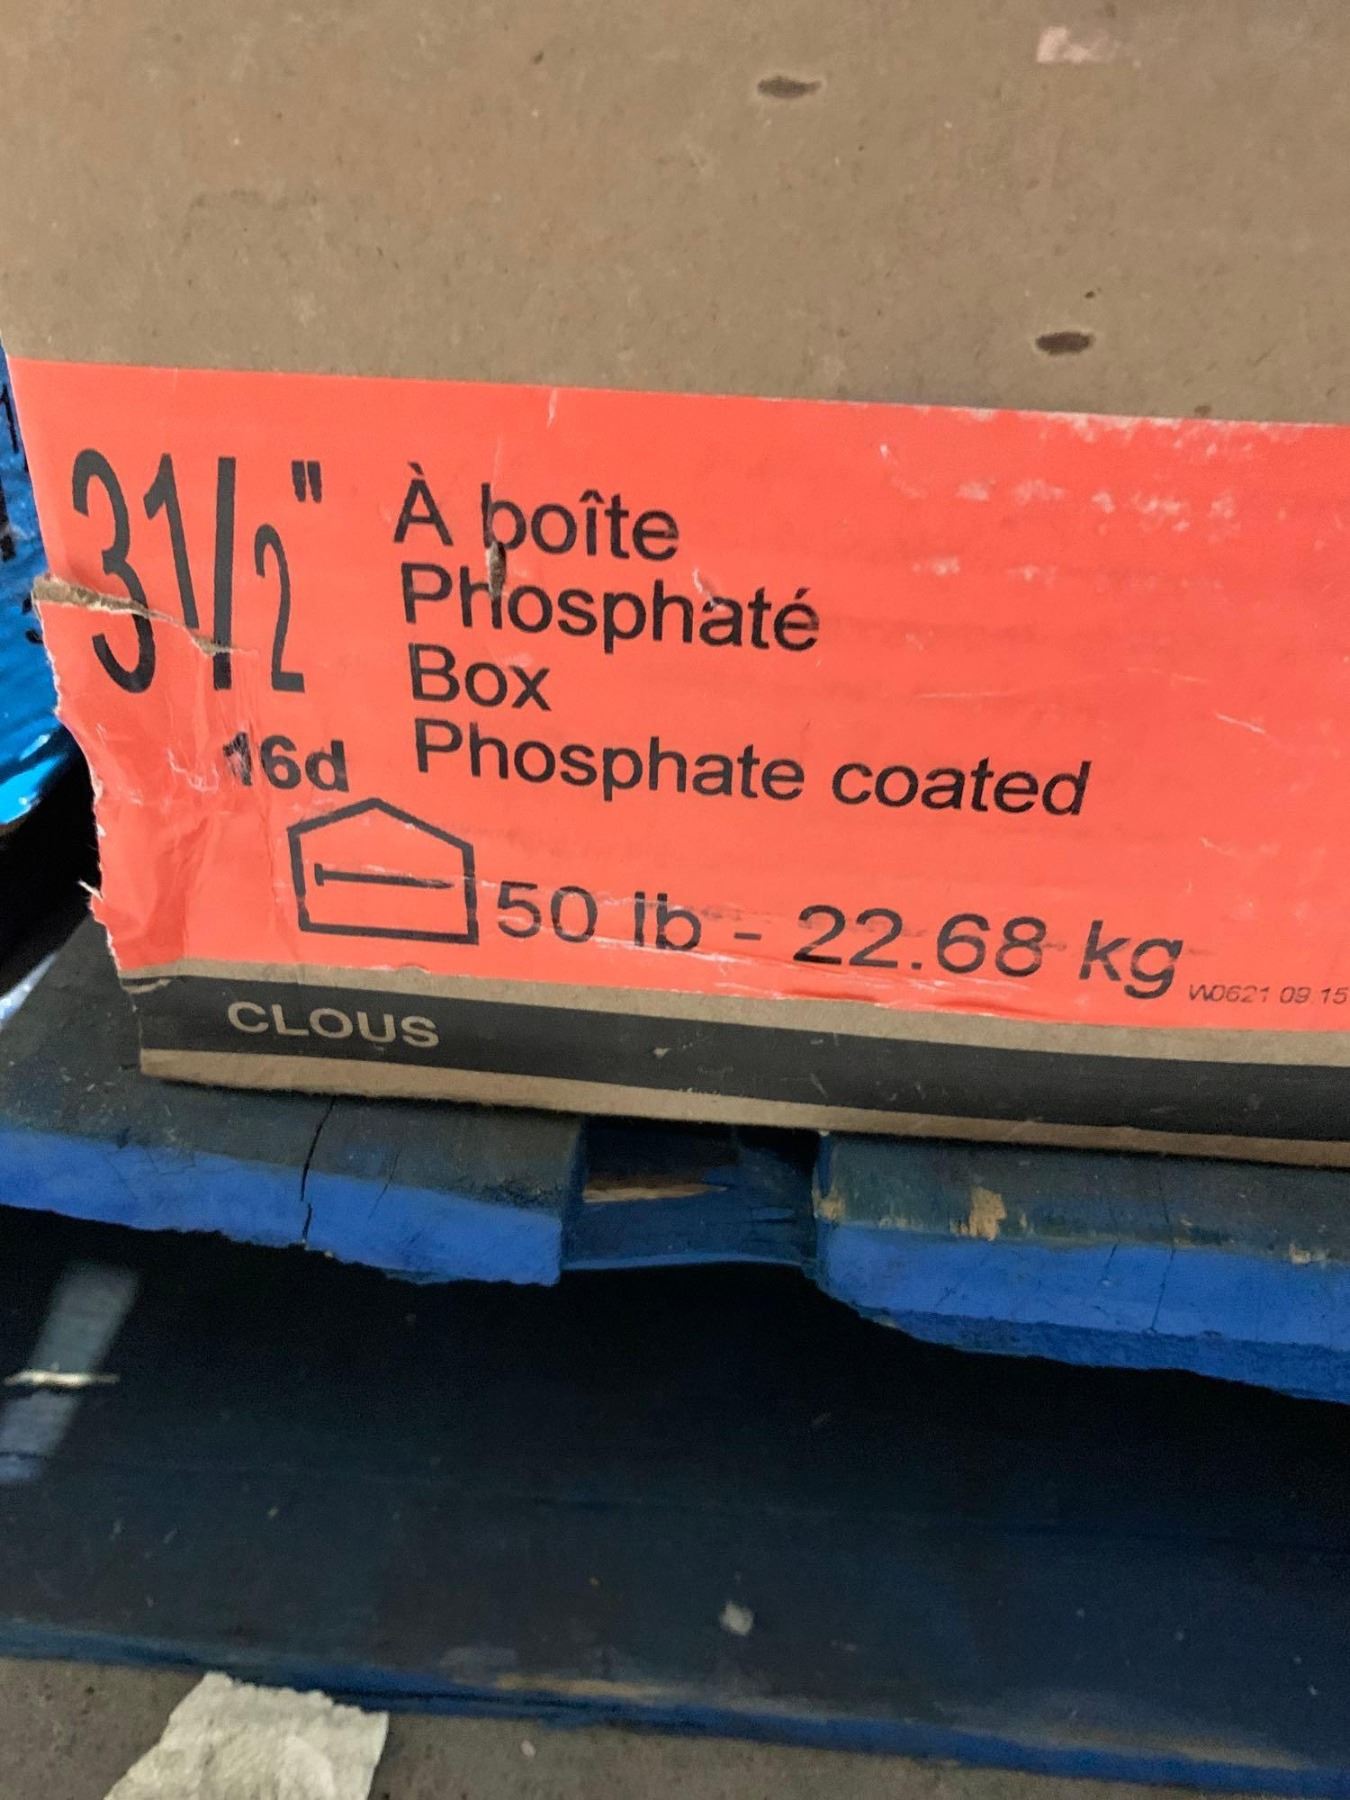 3 1/2"
À boîte
Phosphaté
Box
Phosphate coated
16d
50 lb - 22.68 kg
W0621 09.15
CLOUS